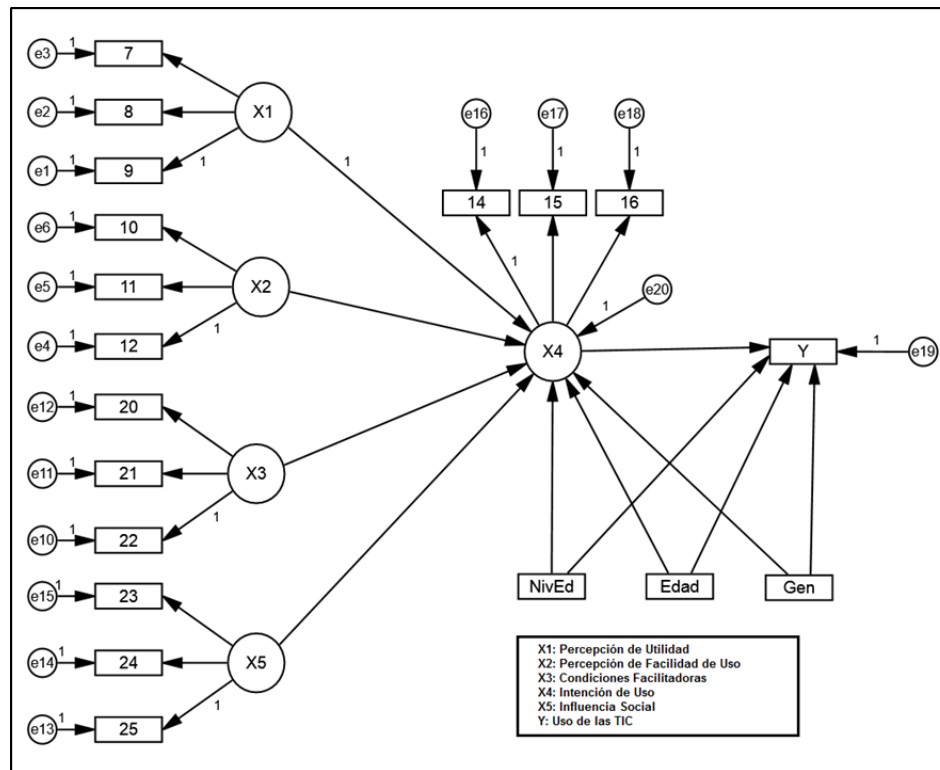 e3 1 7
e2 1 8 X1
e1 1 9 1 1
e16 e17 e18
1 1 1
14 15 16
1
e6 1 10
e5 1 11 X2
e4 1 12 1
e20
1
X4
Y 1 e19
e12 1 20
e11 1 21 X3
e10 1 22 1
e15 1 23
e14 1 24 X5
e13 1 25 1
NivEd Edad Gen
X1: Percepción de Utilidad
X2: Percepción de Facilidad de Uso
X3: Condiciones Facilitadoras
X4: Intención de Uso
X5: Influencia Social
Y: Uso de las TIC